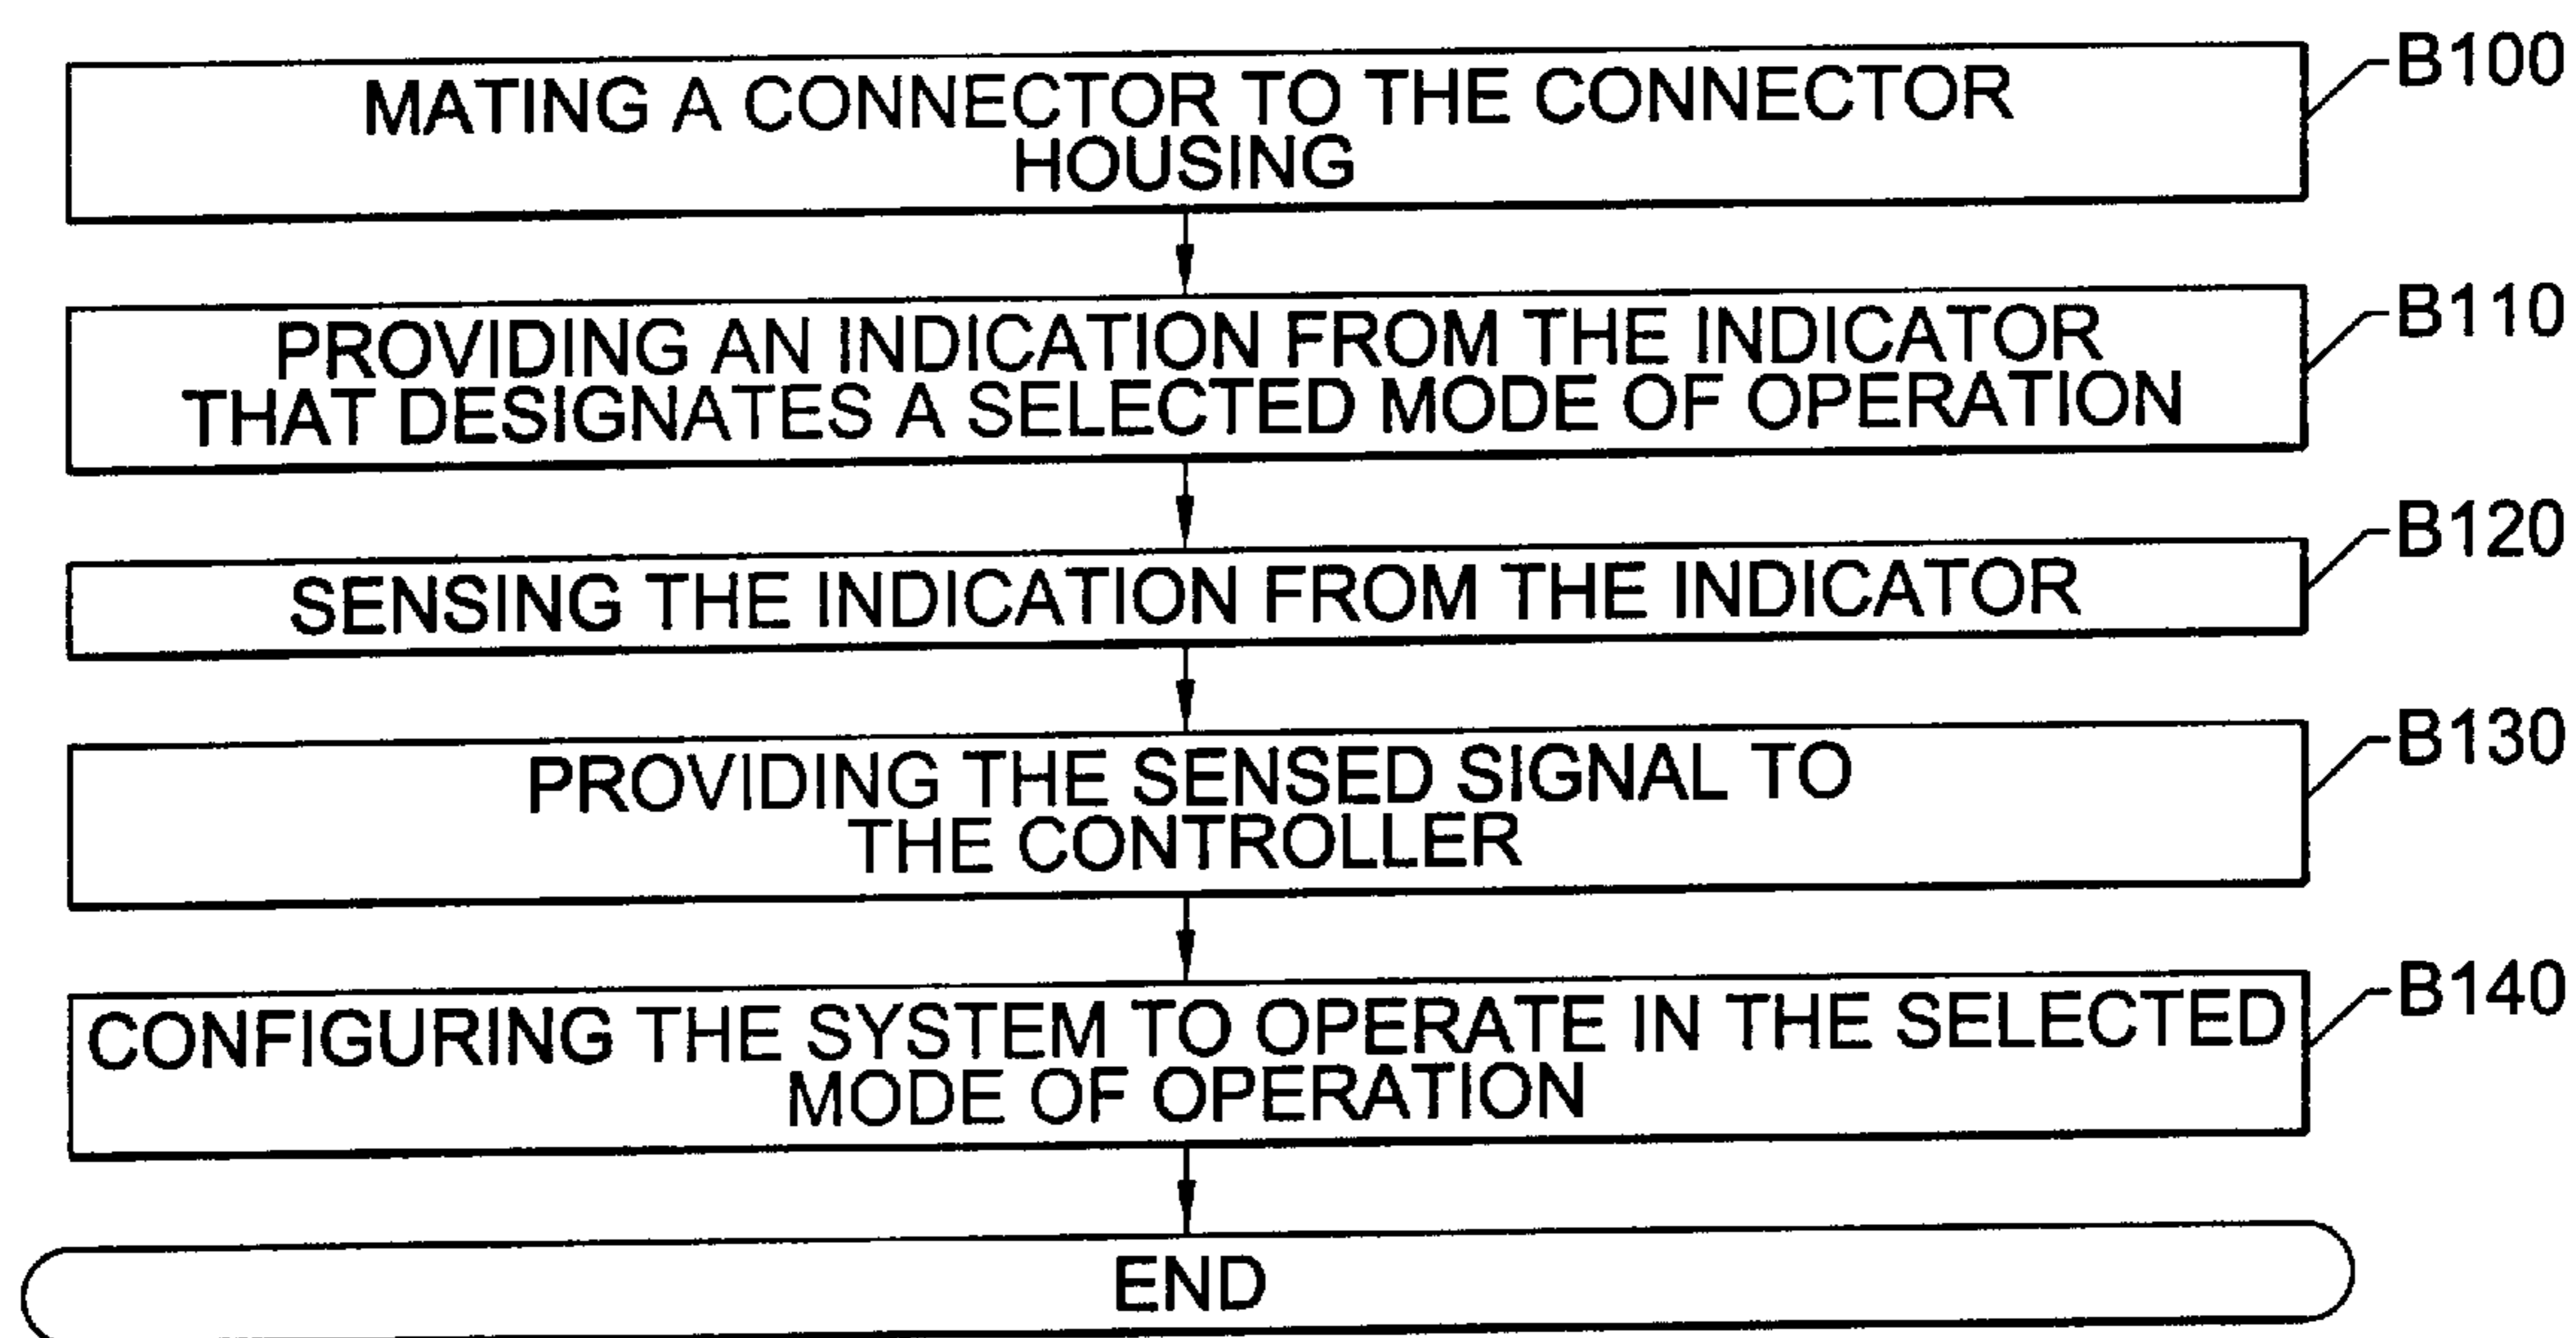 MATING A CONNECTOR TO THE CONNECTOR
HOUSING
B100
PROVIDING AN INDICATION FROM THE INDICATOR
THAT DESIGNATES A SELECTED MODE OF OPERATION
B110
SENSING THE INDICATION FROM THE INDICATOR
B120
PROVIDING THE SENSED SIGNAL TO
THE CONTROLLER
B130
CONFIGURING THE SYSTEM TO OPERATE IN THE SELECTED
MODE OF OPERATION
B140
END